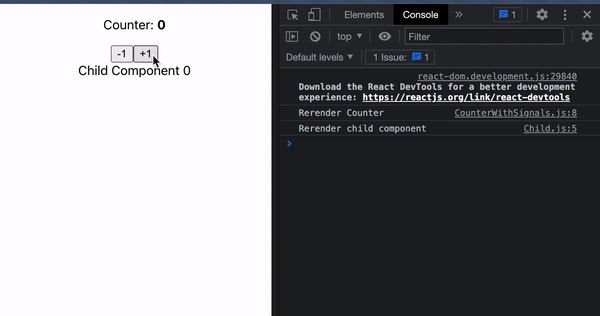 Counter: 0
-1 +1
Child Component 0
Elements Console » 1
top Filter
Default levels 1 Issue: 1
react-dom.development.js:29840
Download the React DevTools for a better development
experience: https://reactjs.org/link/react-devtools
Rerender Counter CounterWithSignals.js:8
Rerender child component Child.js:5